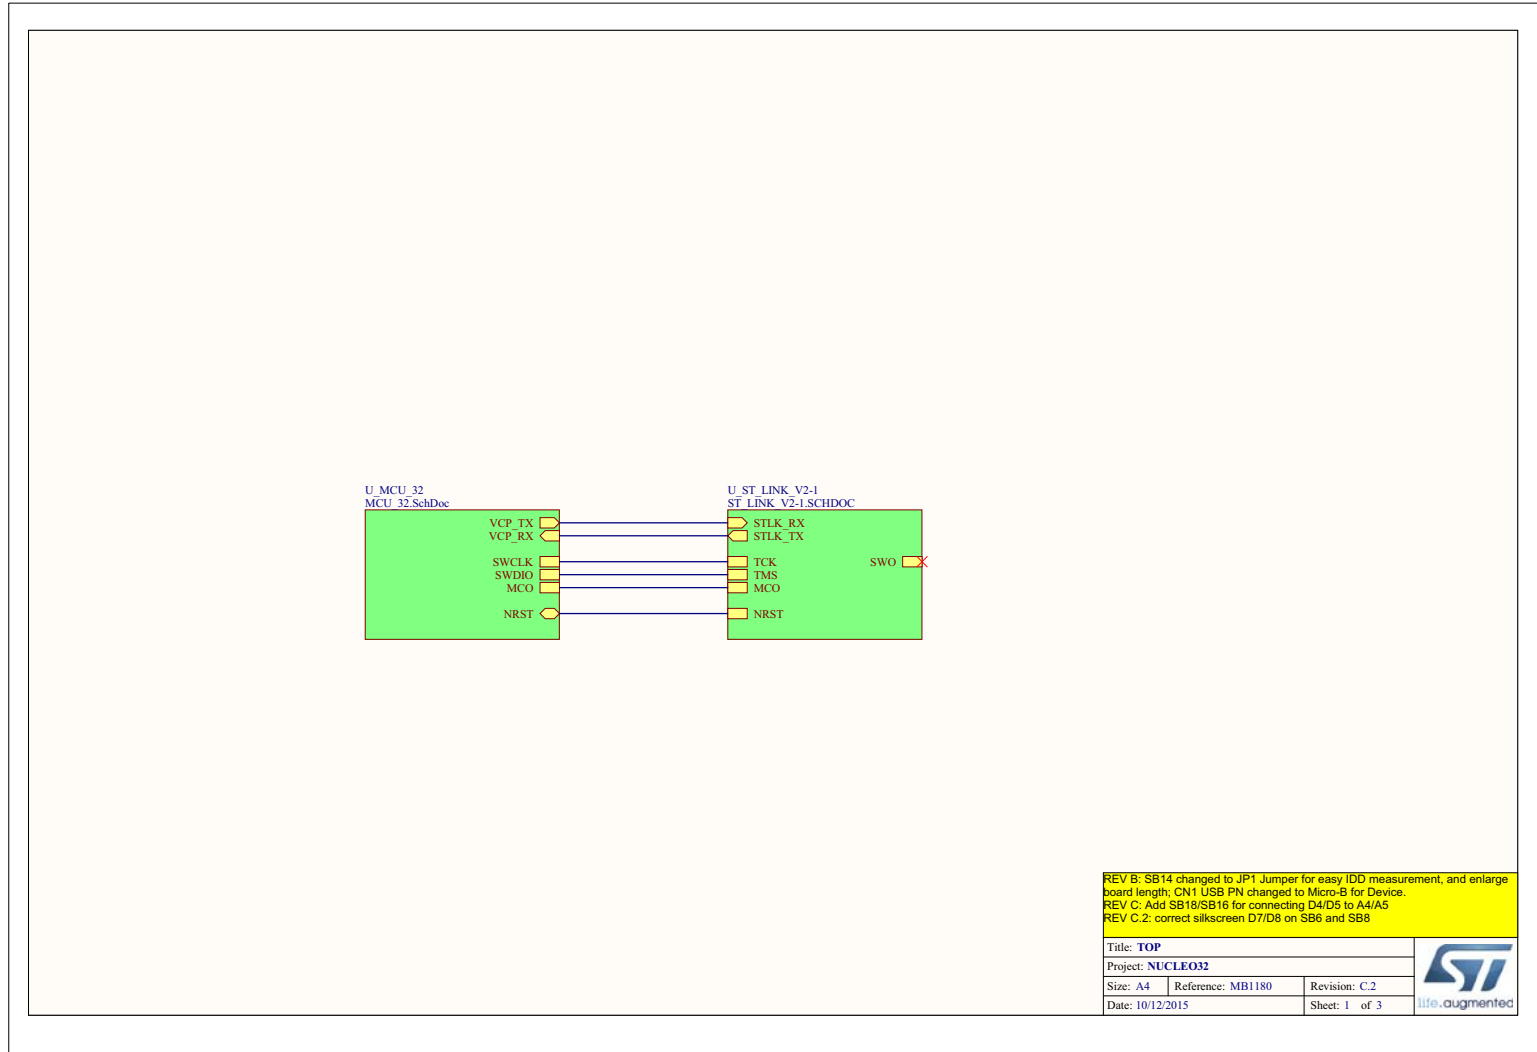 U_MCU_32
MCU_32.SchDoc
VCP_TX
VCP_RX
SWCLK
SWDIO
MCO
NRST
U_ST_LINK_V2-1
ST_LINK_V2-1.SCHDOC
STLK_RX
STLK_TX
TCK
TMS
MCO
NRST
SWO
REV B: SB14 changed to JP1 Jumper for easy IDD measurement, and enlarge
board length; CN1 USB PN changed to Micro-B for Device.
REV C: Add SB18/SB16 for connecting D4/D5 to A4/A5
REV C.2: correct silkscreen D7/D8 on SB6 and SB8
Title: TOP
Project: NUCLEO32
Size: A4 Reference: MB1180 Revision: C.2
Date: 10/12/2015 Sheet: 1 of 3
ST
life.augmented